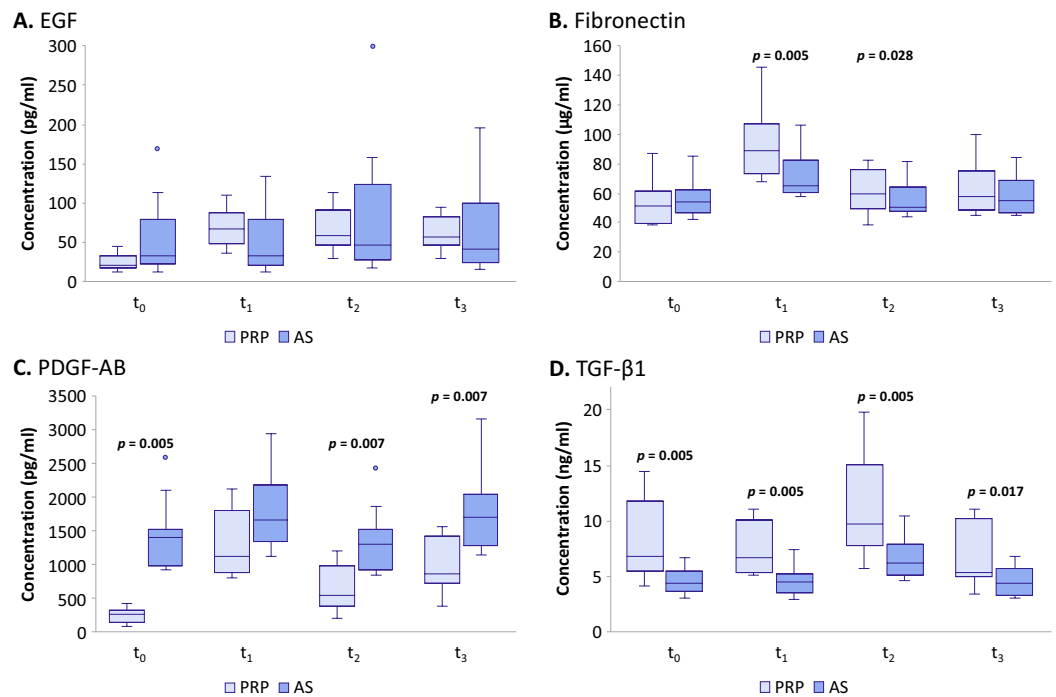 A. EGF
300
250
200
150
100
50
0
Concentration (pg/ml)
t0 t1 t2 t3
PRP AS
B. Fibronectin
160
140
120
100
80
60
40
20
0
Concentration (µg/ml)
p = 0.005 p = 0.028
t0 t1 t2 t3
PRP AS
C. PDGF-AB
3500
3000
2500
2000
1500
1000
500
0
Concentration (pg/ml)
p = 0.005
p = 0.007
p = 0.007
t0 t1 t2 t3
PRP AS
D. TGF-β1
20
15
10
5
0
Concentration (ng/ml)
p = 0.005
p = 0.005
p = 0.005
p = 0.017
t0 t1 t2 t3
PRP AS